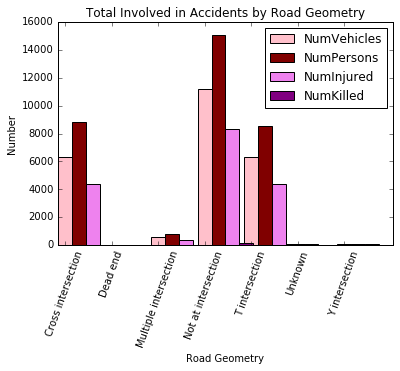 Total Involved in Accidents by Road Geometry
16000
14000
12000
10000
8000
6000
4000
2000
0
Number
NumVehicles
NumPersons
NumInjured
NumKilled
Cross intersection
Dead end
Multiple intersection
Not at intersection
T intersection
Unknown
Y intersection
Road Geometry